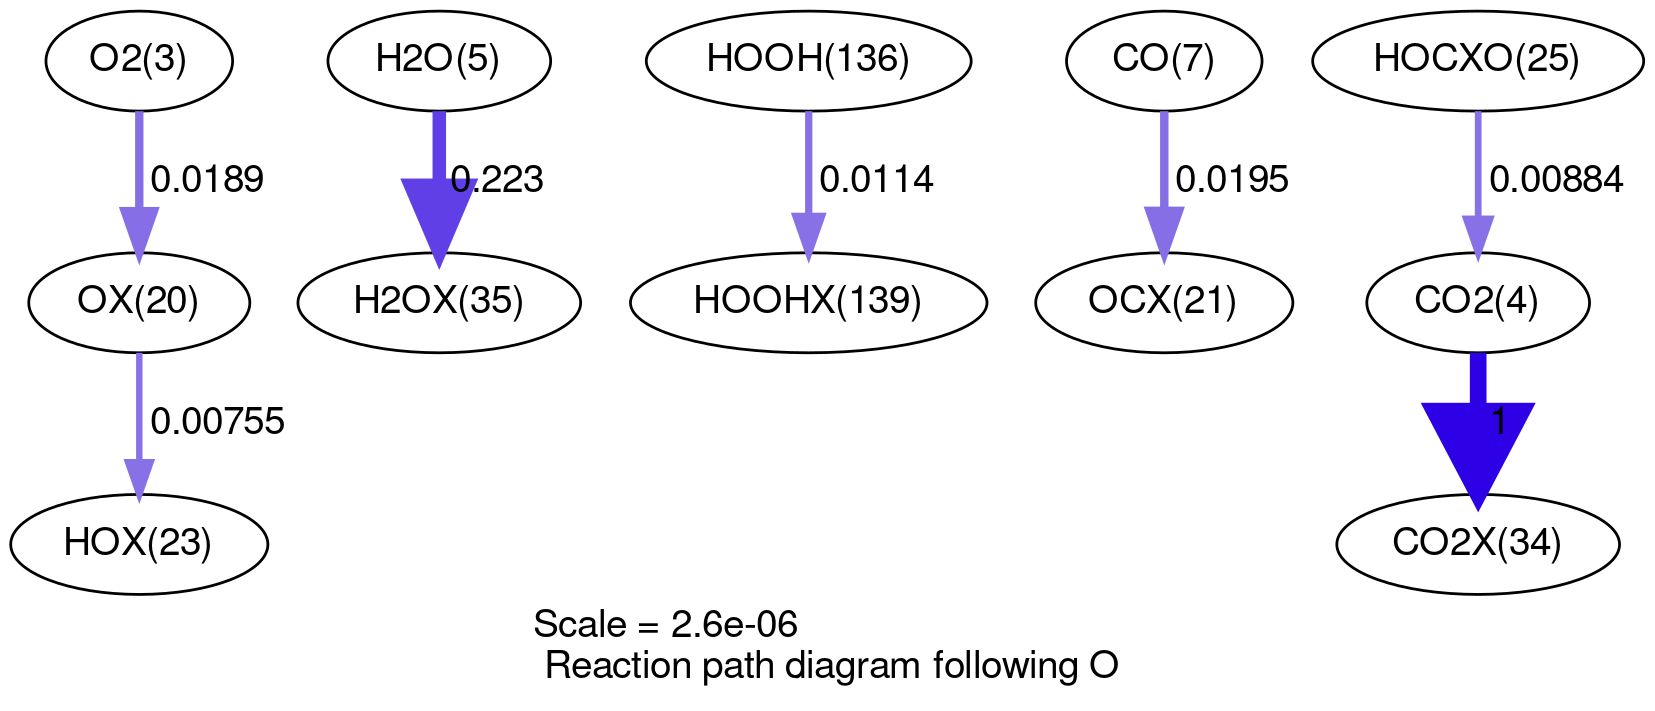 O2(3) H2O(5) HOOH(136) CO(7) HOCXO(25)
0.0189 0.223 0.0114 0.0195 0.00884
OX(20) H2OX(35) HOOHX(139) OCX(21) CO2(4)
0.00755 1
HOX(23) CO2X(34)
Scale = 2.6e-06
Reaction path diagram following O